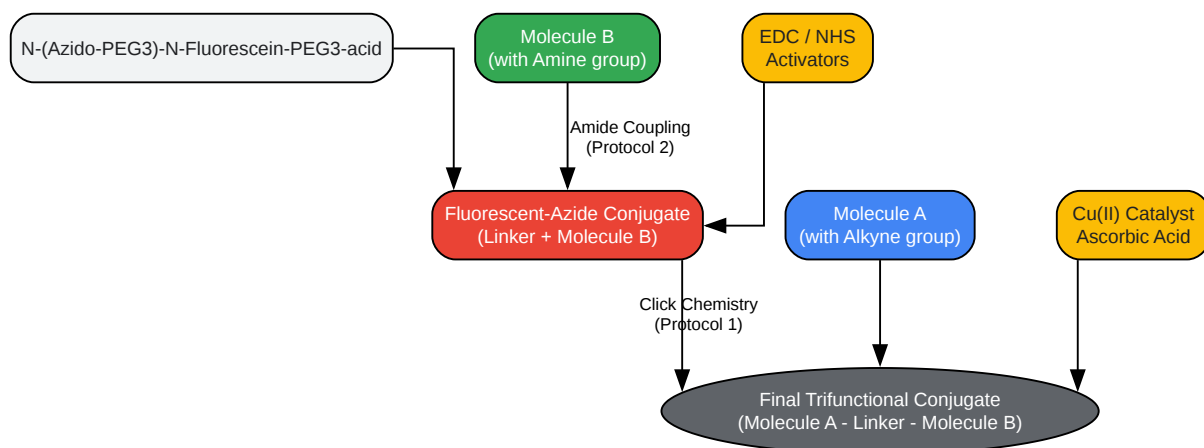 N-(Azido-PEG3)-N-Fluorescein-PEG3-acid
Molecule B
(with Amine group)
EDC / NHS
Activators
Amide Coupling
(Protocol 2)
Fluorescent-Azide Conjugate
(Linker + Molecule B)
Molecule A
(with Alkyne group)
Cu(II) Catalyst
Ascorbic Acid
Click Chemistry
(Protocol 1)
Final Trifunctional Conjugate
(Molecule A - Linker - Molecule B)